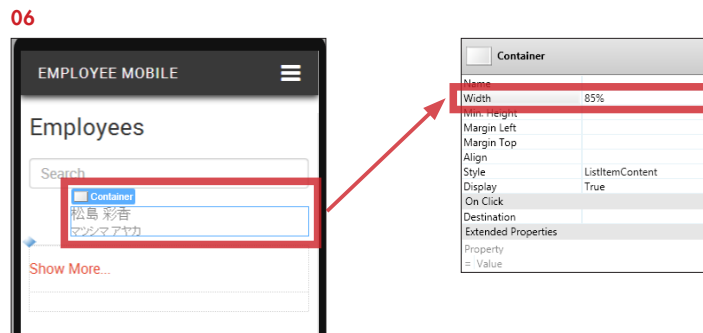 06
EMPLOYEE MOBILE
Employees
Search
Container
松島 彩香
マツシマ アヤカ
Show More...
Container
Name
Width 85%
Min. Height
Margin Left
Margin Top
Align
Style ListItemContent
Display True
On Click
Destination
Extended Properties
Property
= Value